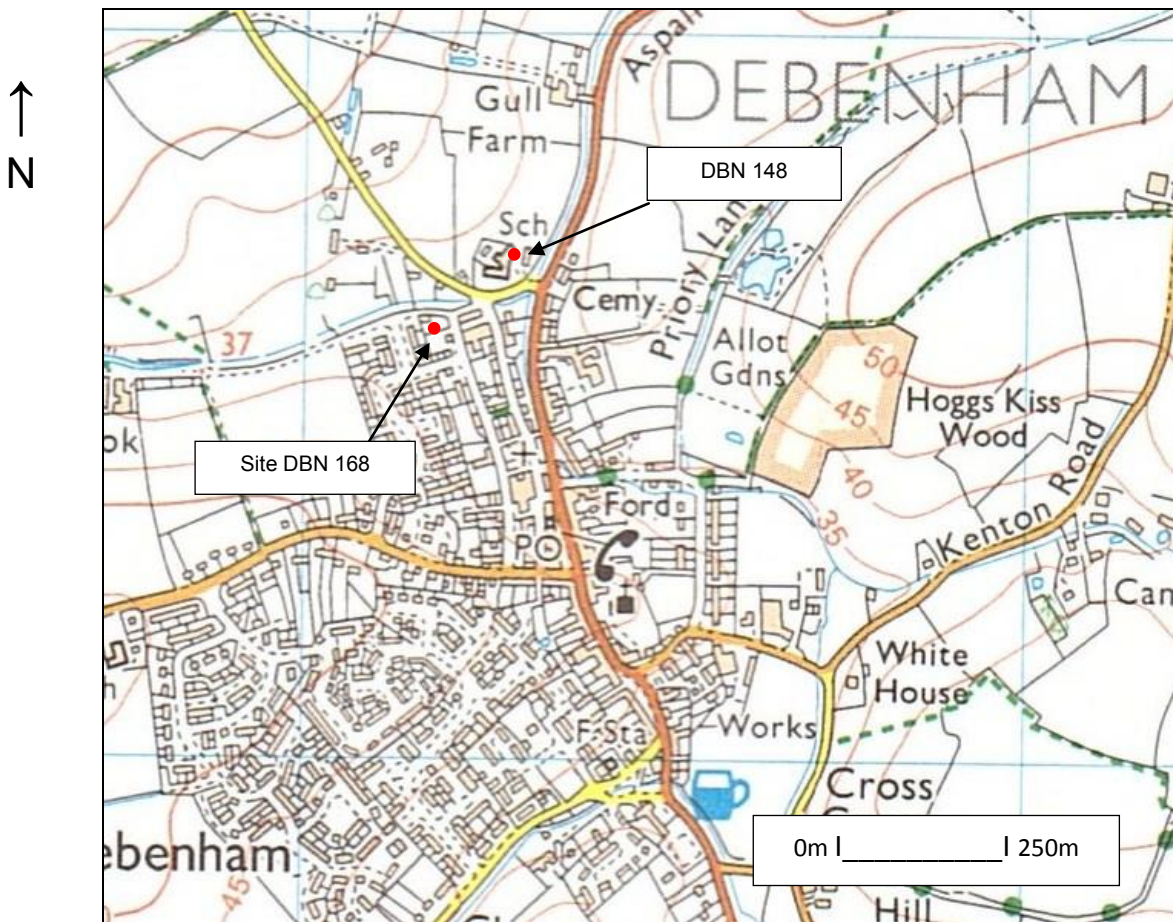 Aspall
DEBENHAM
Gull
Farm
DBN 148
N
Sch
Cemy
Priory Lan
37
Allot
Gdns
50
45
Hoggs Kiss
Wood
ok
Site DBN 168
40
Ford
35
Kenton Road
PO
Can
White
House
Works
F Sta
Cross
ebenham
0m I__________I 250m
45
Hill